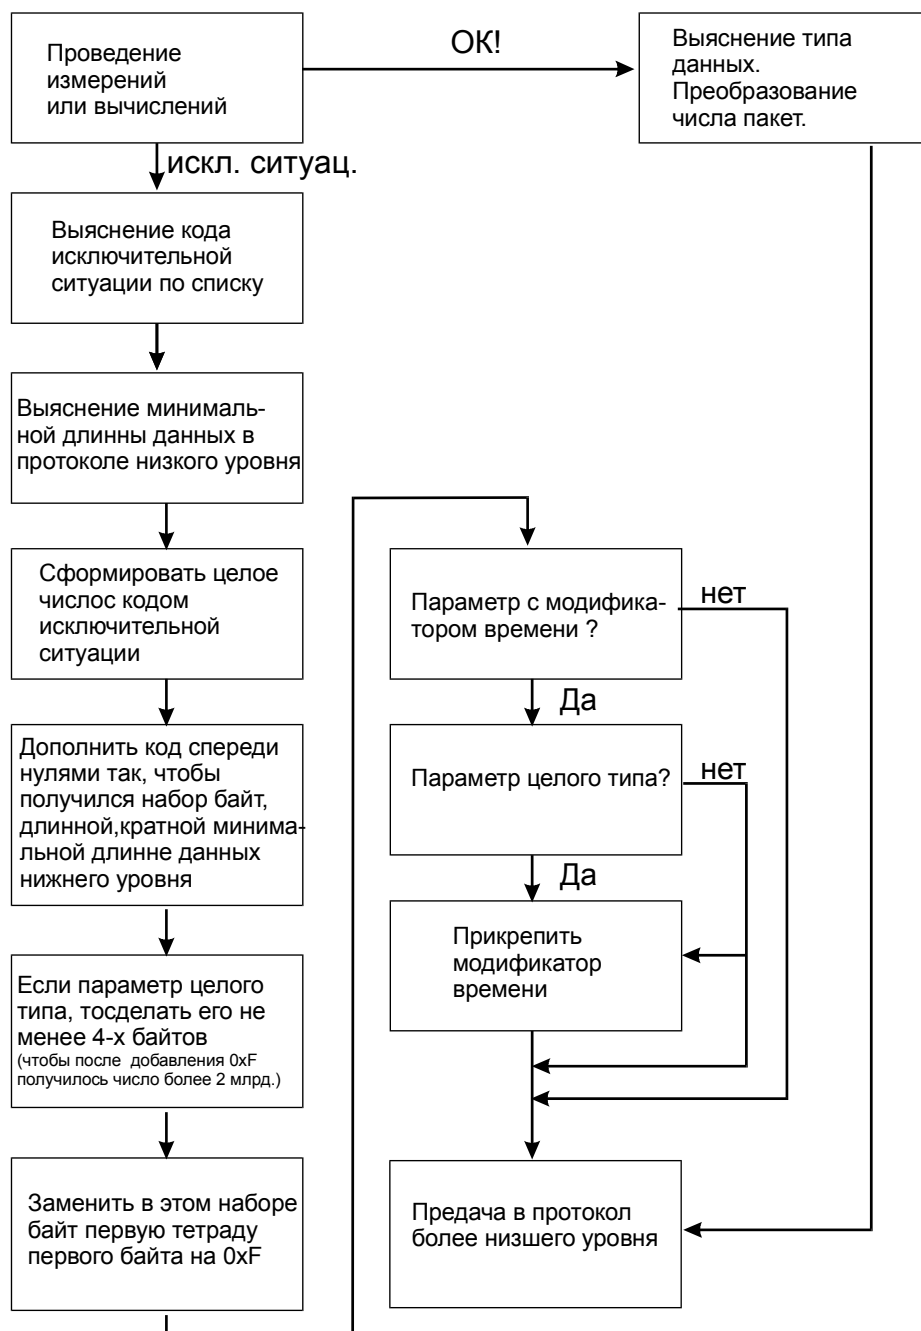 Проведение
измерений
или вычислений
ОК!
Выяснение типа
данных.
Преобразование
числа пакет.
искл. ситуац.
Выяснение кода
исключительной
ситуации по списку
Выяснение минималь-
ной длинны данных в
протоколе низкого уровня
Сформировать целое
числос кодом
исключительной
ситуации
Дополнить код спереди
нулями так, чтобы
получился набор байт,
длинной,кратной минима-
льной длинне данных
нижнего уровня
Если параметр целого
типа, тосделать его не
менее 4-х байтов
(чтобы после добавления 0xF
получилось число более 2 млрд.)
Заменить в этом наборе
байт первую тетраду
первого байта на 0xF
Параметр с модифика-
тором времени ?
нет
Да
Параметр целого типа?
нет
Да
Прикрепить
модификатор
времени
Предача в протокол
более низшего уровня